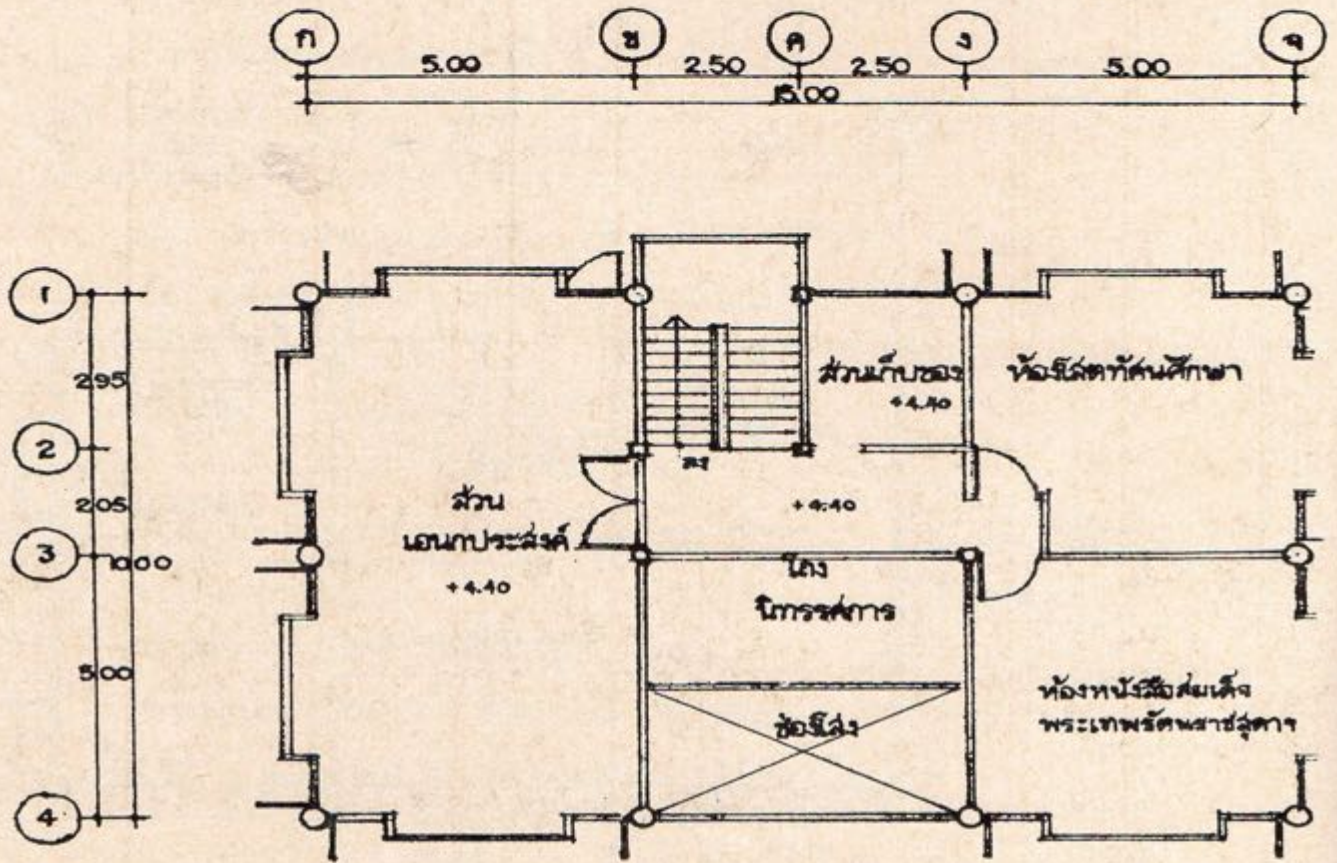 ก ข ค ง จ
5.00 2.50 2.50 5.00
15.00
1
2.95
ส่วนเก็บของ ห้องโสตทัศนศึกษา
+4.40
2
ลง
2.05
ส่วน
+4.40
เอนกประสงค์
3
10.00
โถง
+4.40
นิทรรศการ
5.00
ห้องหนังสือสมเด็จ
พระเทพรัตนราชสุดาฯ
ช่องโล่ง
4